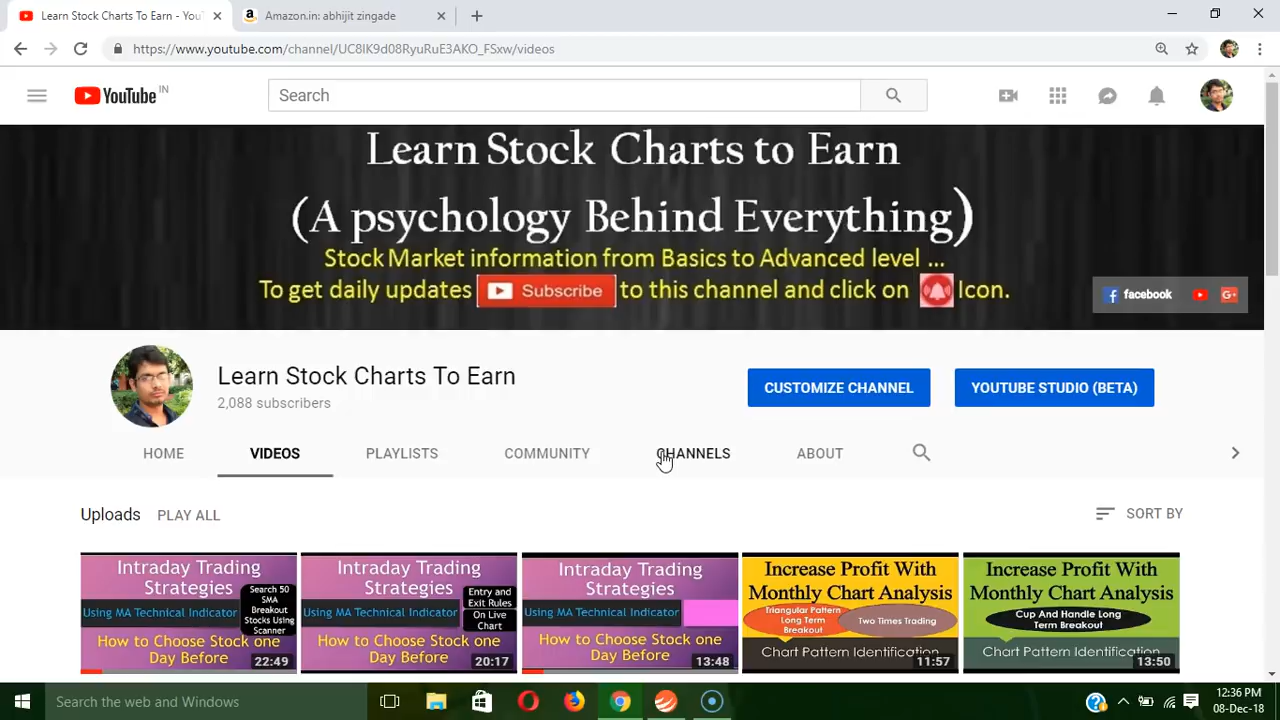 Learn Stock Charts To Earn - YouT
Amazon.in: abhijit zingade
https://www.youtube.com/channel/UC8IK9d08RyuRuE3AKO_FSxw/videos
YouTube IN
Search
Learn Stock Charts to Earn
(A psychology Behind Everything)
Stock Market information from Basics to Advanced level ...
To get daily updates Subscribe to this channel and click on Icon.
facebook G+
Learn Stock Charts To Earn
2,088 subscribers
CUSTOMIZE CHANNEL
YOUTUBE STUDIO (BETA)
HOME VIDEOS PLAYLISTS COMMUNITY CHANNELS ABOUT
Uploads PLAY ALL
SORT BY
Intraday Trading
Strategies
Using MA Technical Indicator
Search 50
SMA
Breakout
Stocks Using
Scanner
How to Choose Stock one
Day Before
22:49
Intraday Trading
Strategies
Using MA Technical Indicator
Entry and
Exit Rules
On Live
Chart
How to Choose Stock one
Day Before
20:17
Intraday Trading
Strategies
Using MA Technical Indicator
How to Choose Stock one
Day Before
13:48
Increase Profit With
Monthly Chart Analysis
Triangular Pattern
Long Term
Breakout
Two Times Trading
Chart Pattern Identification
11:57
Increase Profit With
Monthly Chart Analysis
Cup And Handle Long
Term Breakout
Chart Pattern Identification
13:50
Search the web and Windows
12:36 PM
08-Dec-18